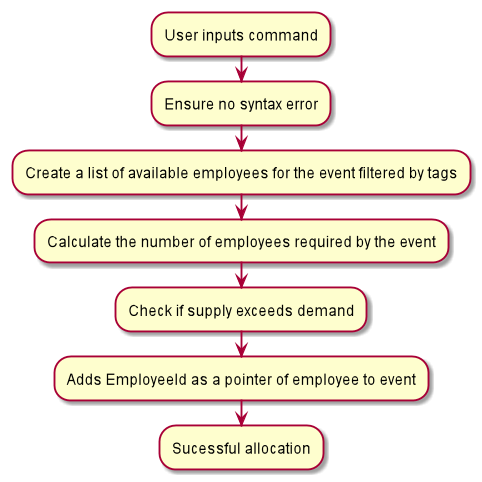 User inputs command
Ensure no syntax error
Create a list of available employees for the event filtered by tags
Calculate the number of employees required by the event
Check if supply exceeds demand
Adds EmployeeId as a pointer of employee to event
Sucessful allocation